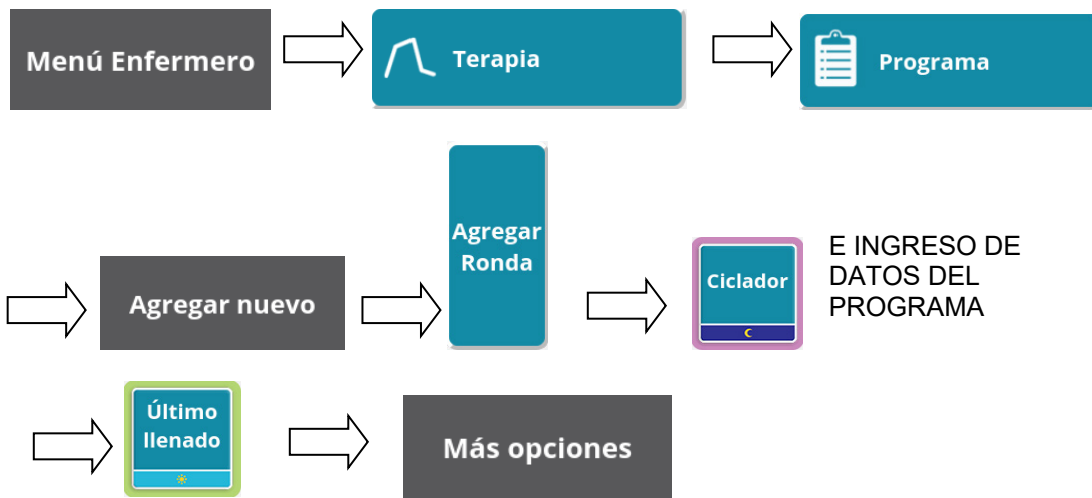 Menú Enfermero
Terapia
Programa
Agregar nuevo
Agregar
Ronda
Ciclador
E INGRESO DE
DATOS DEL
PROGRAMA
Último
llenado
Más opciones